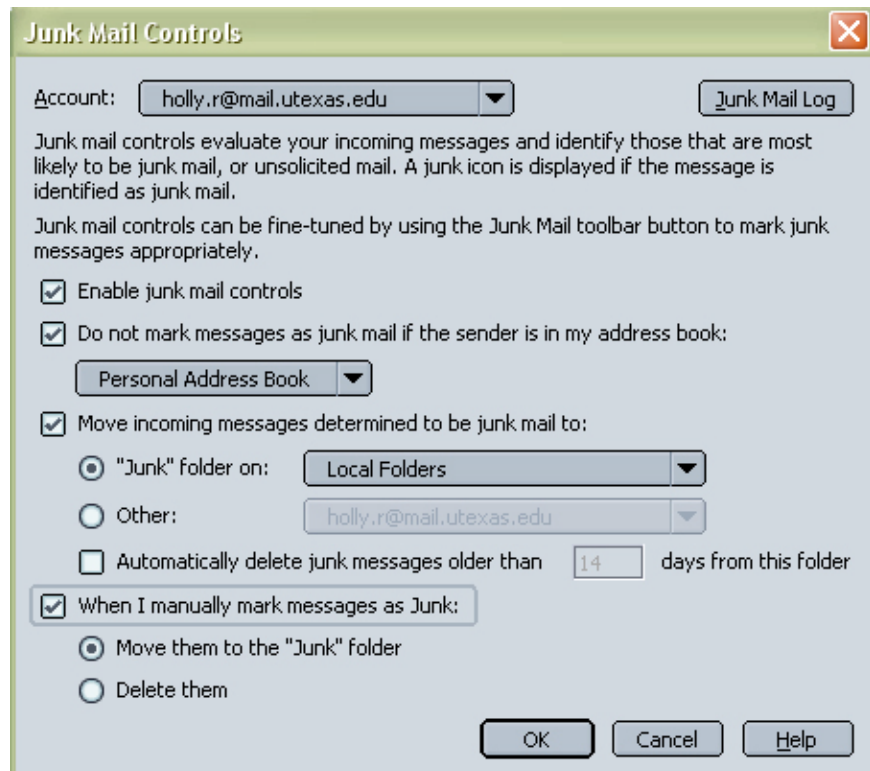 Junk Mail Controls
Account: holly.r@mail.utexas.edu Junk Mail Log
Junk mail controls evaluate your incoming messages and identify those that are most
likely to be junk mail, or unsolicited mail. A junk icon is displayed if the message is
identified as junk mail.
Junk mail controls can be fine-tuned by using the Junk Mail toolbar button to mark junk
messages appropriately.
Enable junk mail controls
Do not mark messages as junk mail if the sender is in my address book:
Personal Address Book
Move incoming messages determined to be junk mail to:
"Junk" folder on: Local Folders
Other: holly.r@mail.utexas.edu
Automatically delete junk messages older than 14 days from this folder
When I manually mark messages as Junk:
Move them to the "Junk" folder
Delete them
OK Cancel Help